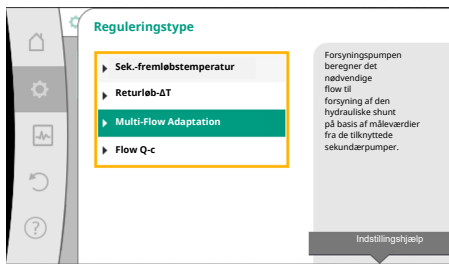 Reguleringstype
Sek.-fremløbstemperatur
Returløb-ΔT
Multi-Flow Adaptation
Flow Q-c
Forsyningspumpen
beregner det
nødvendige
flow til
forsyning af den
hydrauliske shunt
på basis af måleværdier
fra de tilknyttede
sekundærpumper.
Indstillingshjælp
?